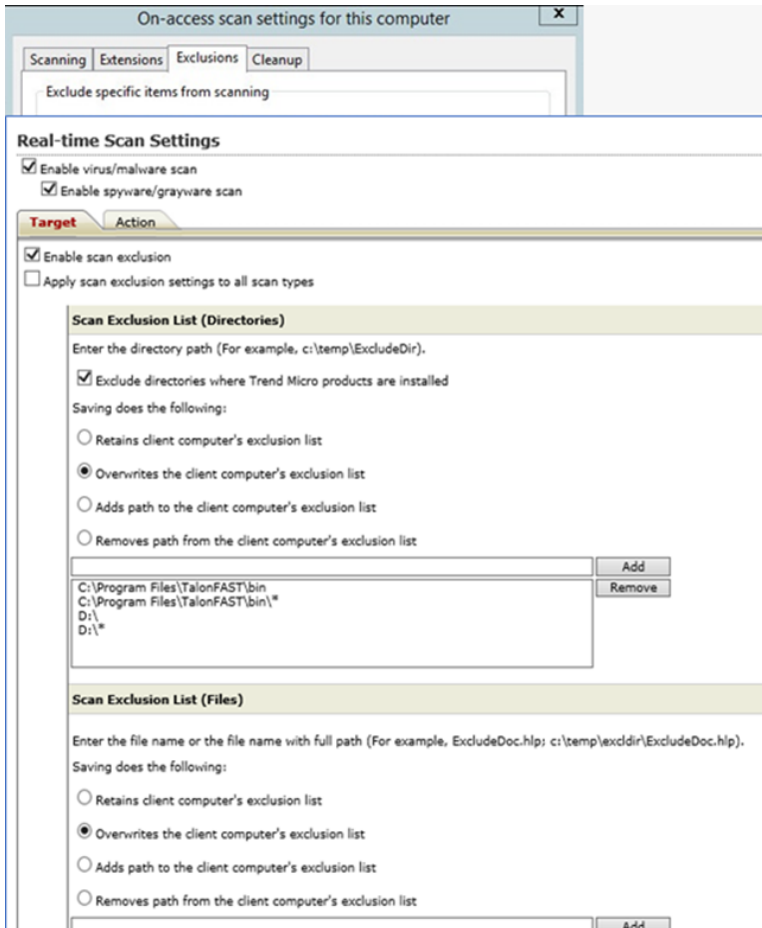 On-access scan settings for this computer
x
Scanning Extensions Exclusions Cleanup
Exclude specific items from scanning
Real-time Scan Settings
Enable virus/malware scan
Enable spyware/grayware scan
Target Action
Enable scan exclusion
Apply scan exclusion settings to all scan types
Scan Exclusion List (Directories)
Enter the directory path (For example, c:\temp\ExcludeDir).
Exclude directories where Trend Micro products are installed
Saving does the following:
Retains client computer's exclusion list
Overwrites the client computer's exclusion list
Adds path to the client computer's exclusion list
Removes path from the client computer's exclusion list
Add
C:\Program Files\TalonFAST\bin
Remove
C:\Program Files\TalonFAST\bin\*
D:\
D:\*
Scan Exclusion List (Files)
Enter the file name or the file name with full path (For example, ExcludeDoc.hlp; c:\temp\excldir\ExcludeDoc.hlp).
Saving does the following:
Retains client computer's exclusion list
Overwrites the client computer's exclusion list
Adds path to the client computer's exclusion list
Removes path from the client computer's exclusion list
Add